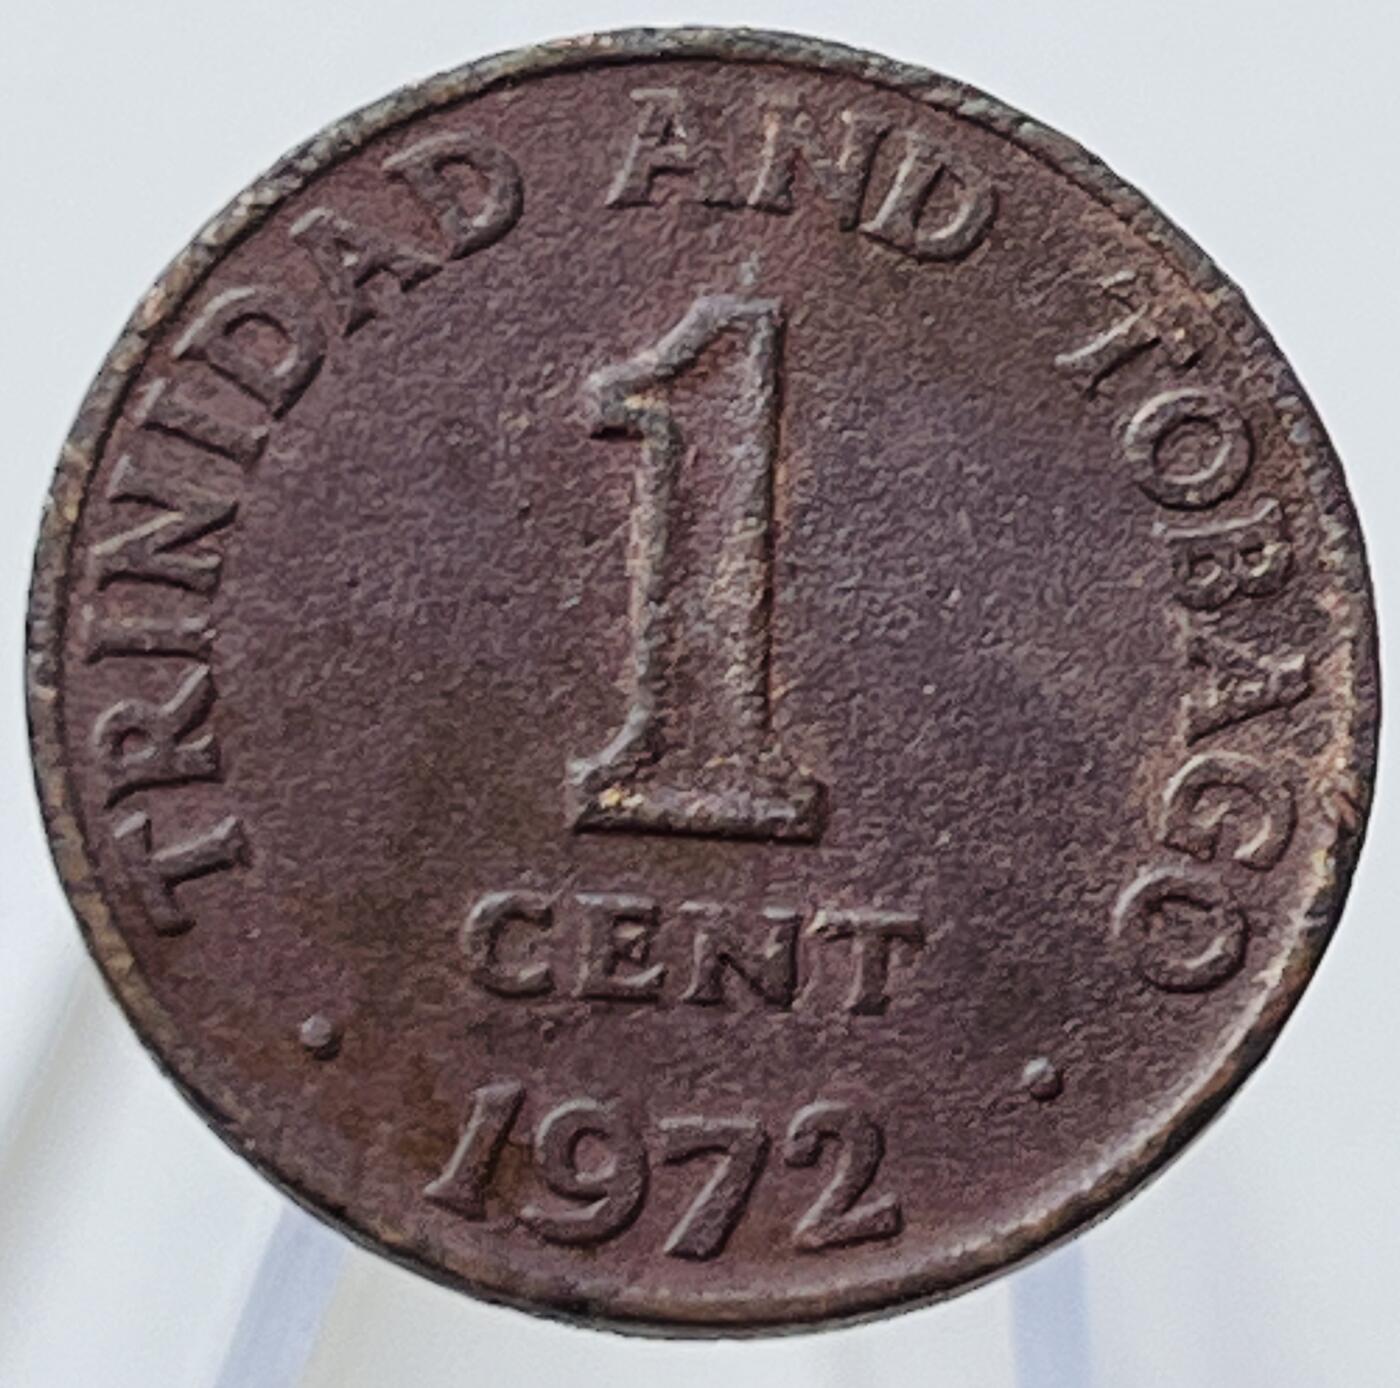 TRINIDAD AND TOBAGO
1
CENT
1972